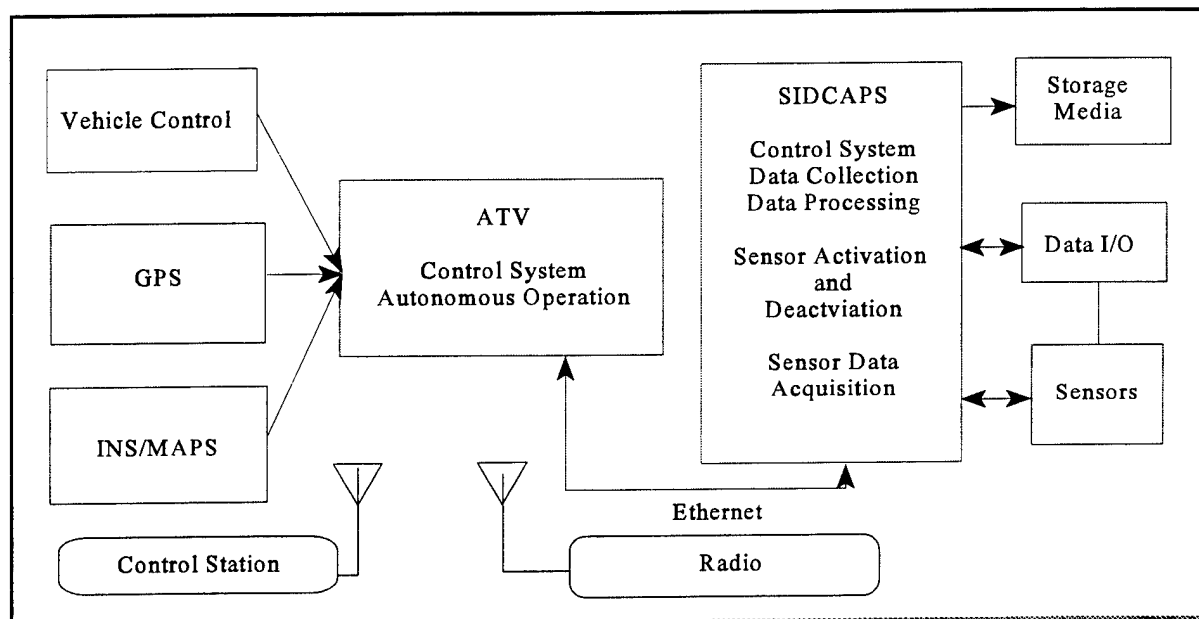 Vehicle Control
GPS
INS/MAPS
ATV
Control System
Autonomous Operation
SIDCAPS
Control System
Data Collection
Data Processing
Sensor Activation
and
Deactviation
Sensor Data
Acquisition
Storage
Media
Data I/O
Sensors
Ethernet
Control Station
Radio